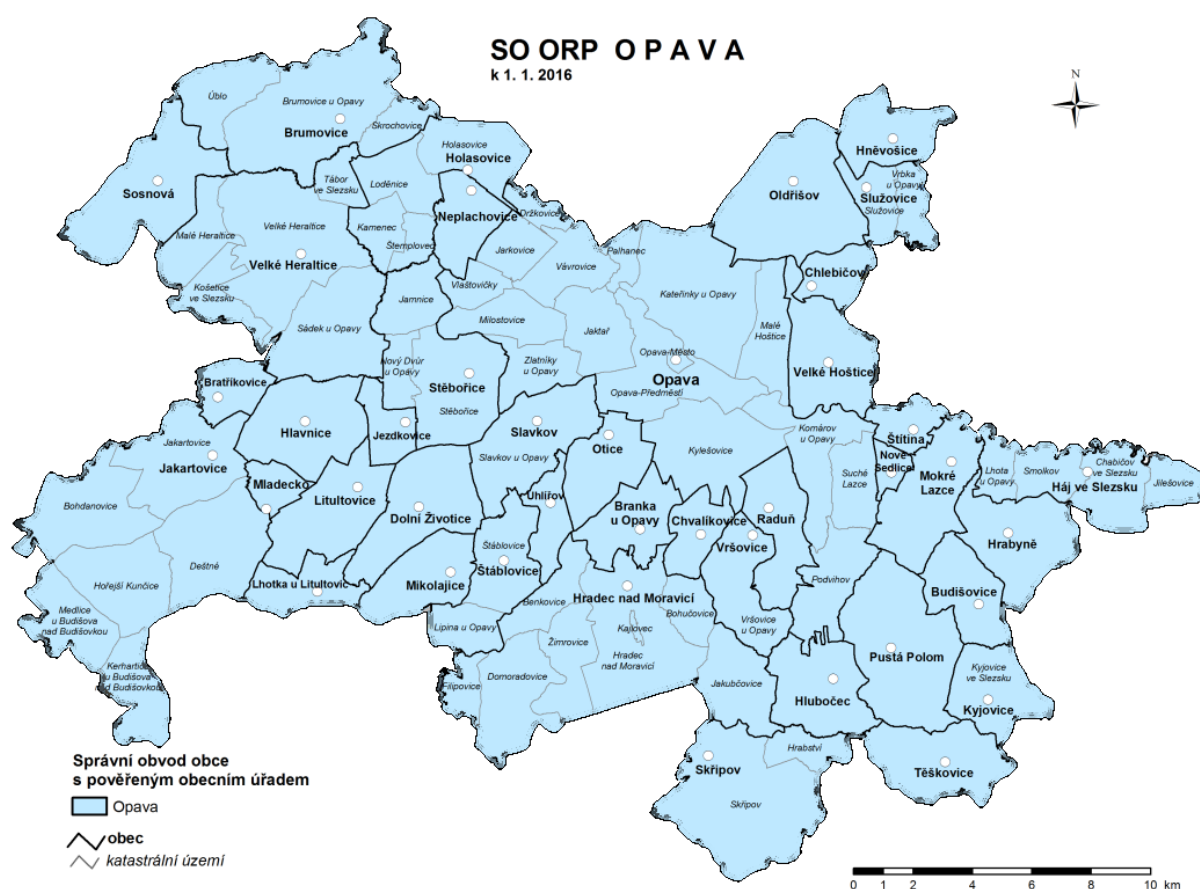 SO ORP O P A V A
k 1. 1. 2016
N
Úblo
Brumovice u Opavy
Brumovice
Skrochovice
Holasovice
Holasovice
Hněvošice
Sosnová
Tábor
ve Slezsku
Loděnice
Neplachovice
Držkovice
Oldřišov
Vrbka
u Opavy
Služovice
Služovice
Malé Heraltice
Velké Heraltice
Velké Heraltice
Kamenec
Štemplovec
Jarkovice
Vávrovice
Palhanec
Chlebičov
Košetice
ve Slezsku
Vlaštovičky
Kateřinky u Opavy
Jamnice
Milostovice
Jaktař
Malé
Hoštice
Sádek u Opavy
Nový Dvůr
u Opavy
Zlatníky
u Opavy
Opava-Město
Opava
Opava-Předměstí
Velké Hoštice
Bratříkovice
Stěbořice
Stěbořice
Hlavnice
Jezdkovice
Slavkov
Slavkov u Opavy
Otice
Kylešovice
Komárov
u Opavy
Štítina
Nové
Sedlice
Jakartovice
Jakartovice
Mladecko
Litultovice
Suché
Lazce
Mokré
Lazce
Lhota
u Opavy
Smolkov
Chabičov
ve Slezsku
Háj ve Slezsku
Jilešovice
Bohdanovice
Dolní Životice
Uhlířov
Branka
u Opavy
Chvalíkovice
Raduň
Vršovice
Hrabyně
Deštné
Hořejší Kunčice
Štáblovice
Štáblovice
Lhotka u Litultovic
Mikolajice
Hradec nad Moravicí
Benkovice
Bohučovice
Podvihov
Budišovice
Medlice
u Budišova
nad Budišovkou
Lipina u Opavy
Žimrovice
Kajlovec
Vršovice
u Opavy
Kerhartice
u Budišova
nad Budišovkou
Filipovice
Domoradovice
Hradec
nad Moravicí
Jakubčovice
Hlubočec
Pustá Polom
Kyjovice
ve Slezsku
Kyjovice
Skřipov
Hrabství
Skřipov
Těškovice
Správní obvod obce
s pověřeným obecním úřadem
Opava
obec
katastrální území
0 1 2 4 6 8 10 km